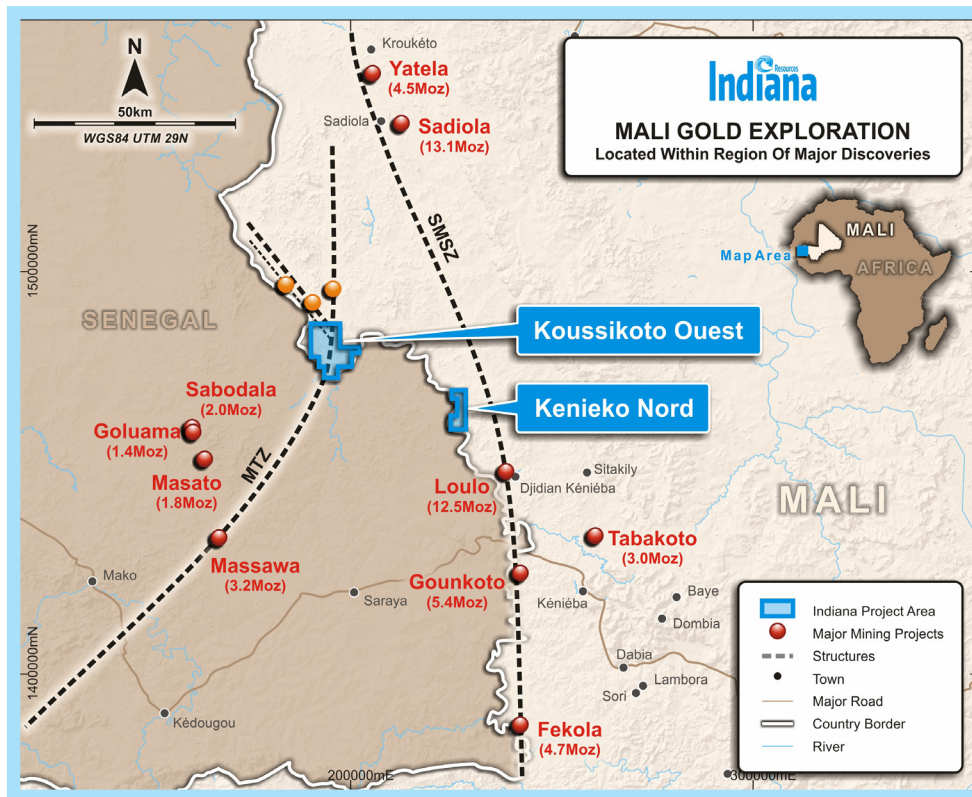 N
50km
WGS84 UTM 29N
Kroukéto
Yatela
(4.5Moz)
Sadiola
Sadiola
(13.1Moz)
Resources
Indiana
MALI GOLD EXPLORATION
Located Within Region Of Major Discoveries
MALI
Map Area
AFRICA
SMSZ
1500000mN
SENEGAL
Koussikoto Ouest
Kenieko Nord
Sabodala
(2.0Moz)
Goluama
(1.4Moz)
Masato
(1.8Moz)
MTZ
Massawa
(3.2Moz)
Loulo
(12.5Moz)
Sitakily
Djidian Kéniéba
MALI
Tabakoto
(3.0Moz)
Gounkoto
(5.4Moz)
Mako
Saraya
Kéniéba
Baye
Dombia
Dabia
Lambora
Sori
1400000mN
Kédougou
Fekola
(4.7Moz)
200000mE
300000mE
Indiana Project Area
Major Mining Projects
Structures
Town
Major Road
Country Border
River